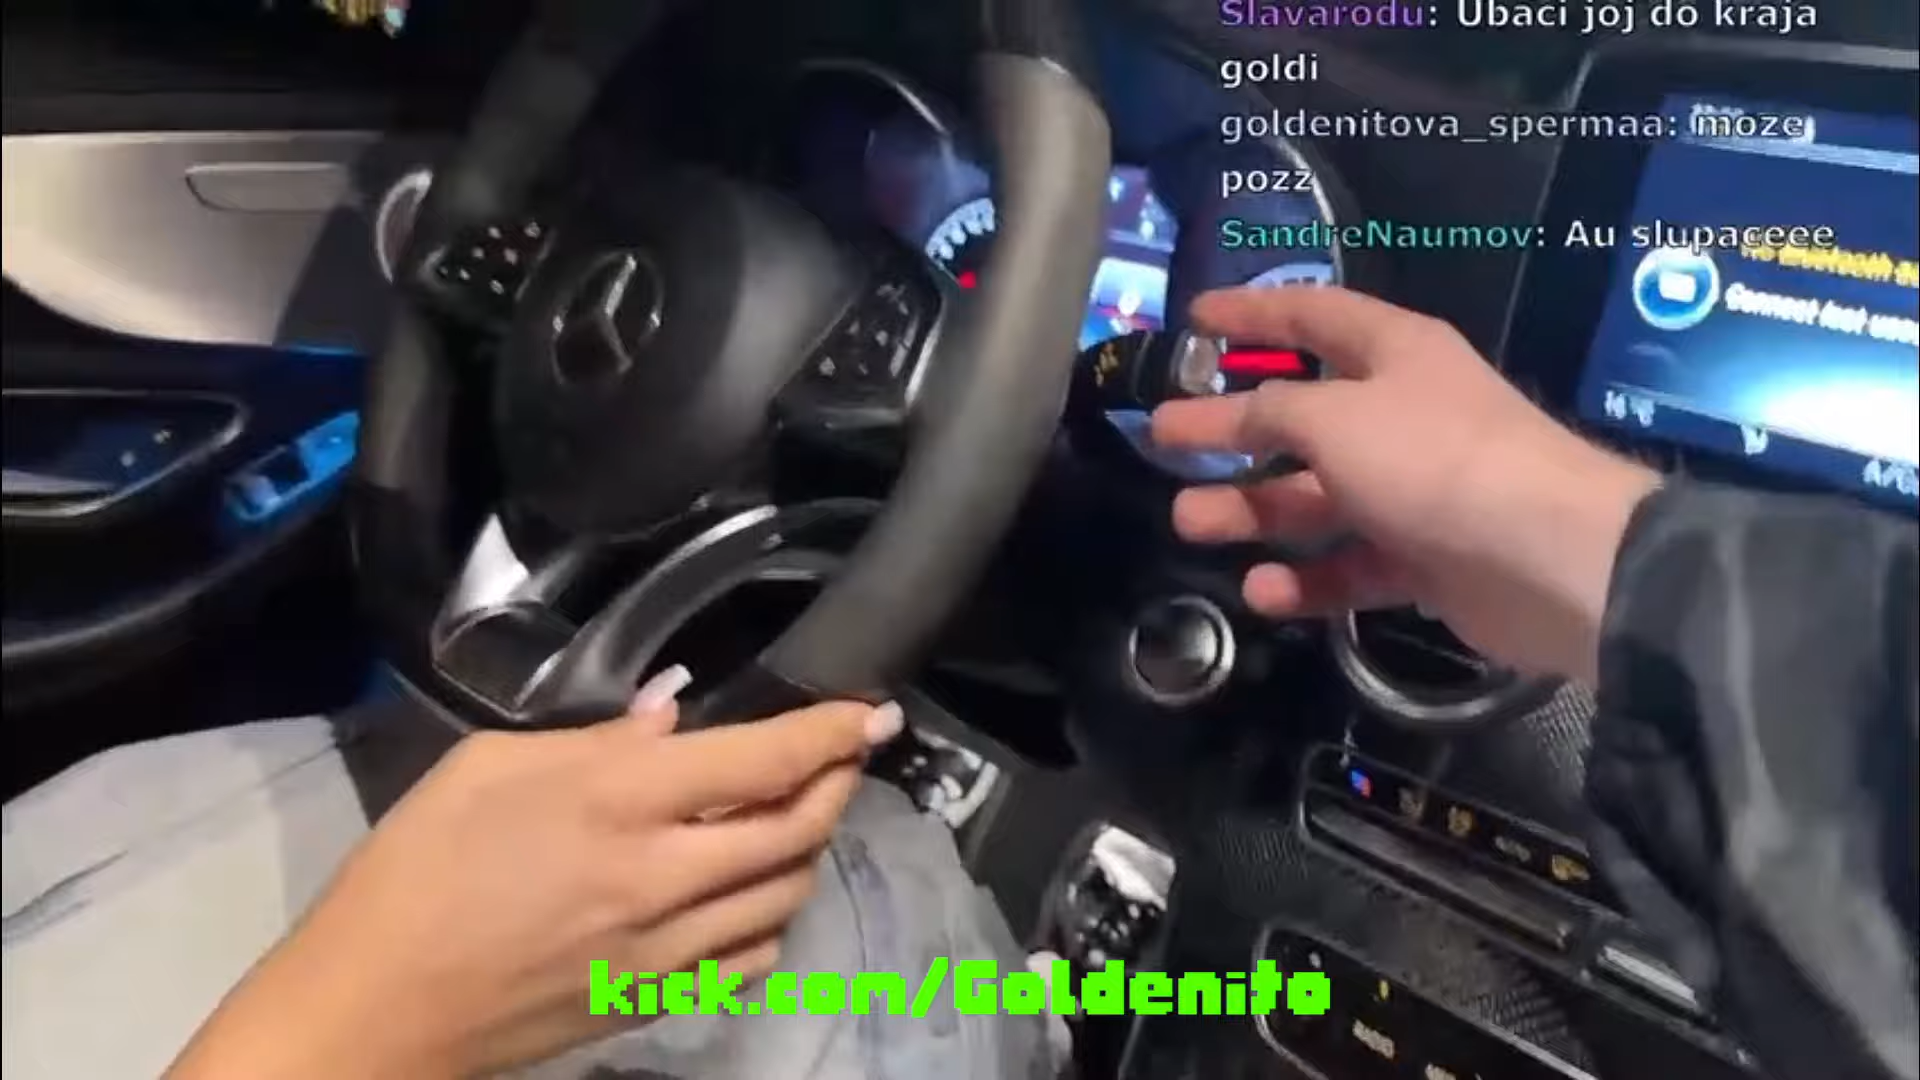 Slavarodu: Ubaci joj do kraja
goldi
goldenitova_spermaa: moze
pozz
SandreNaumov: Au slupaceee
Connect
kick.com/Goldenito